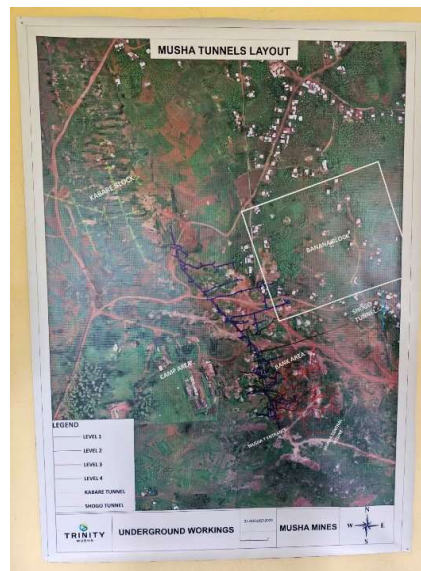 MUSHA TUNNELS LAYOUT
KABARE BLOCK
BANANA BLOCK
SHOGO
TUNNEL
CAMP AREA
BANK AREA
LEGEND
LEVEL 1
LEVEL 2
LEVEL 3
LEVEL 4
KABARE TUNNEL
SHOGO TUNNEL
TRINITY
MUSHA
UNDERGROUND WORKINGS
MUSHA MINES
N
W
E
S